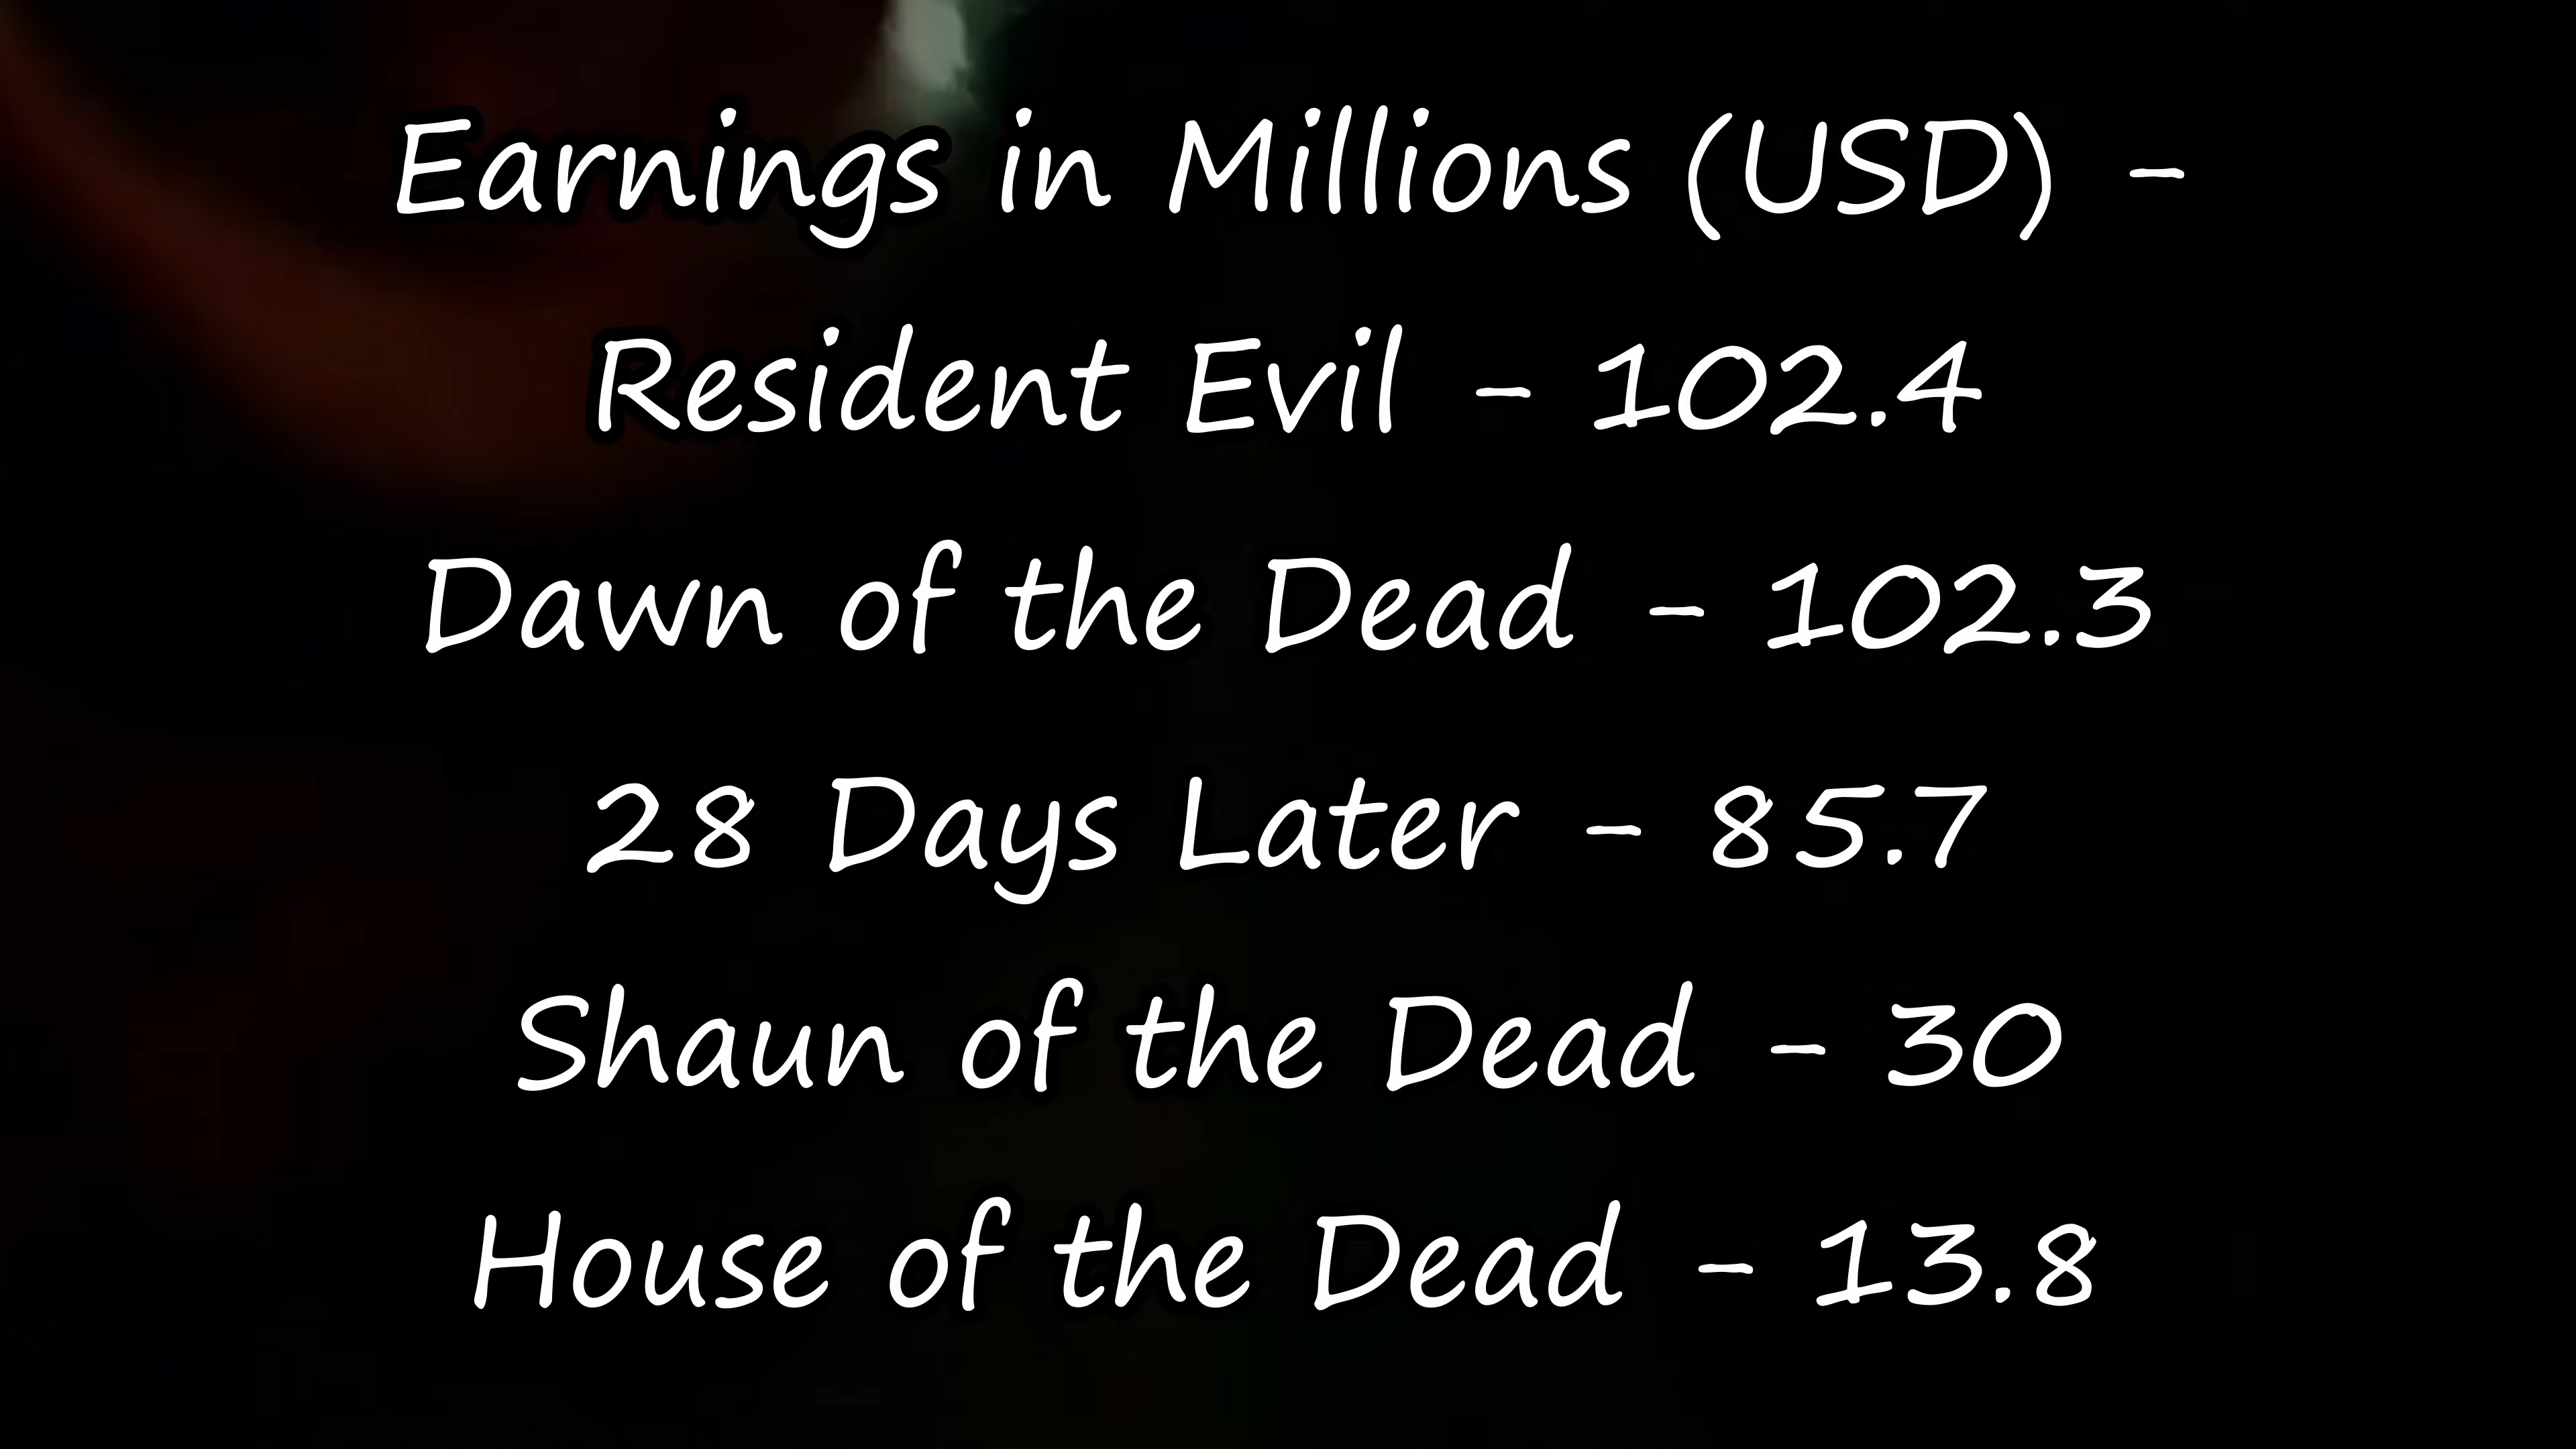 Earnings in Millions (USD) -
Resident Evil - 102.4
Dawn of the Dead - 102.3
28 Days Later - 85.7
Shaun of the Dead - 30
House of the Dead - 13.8